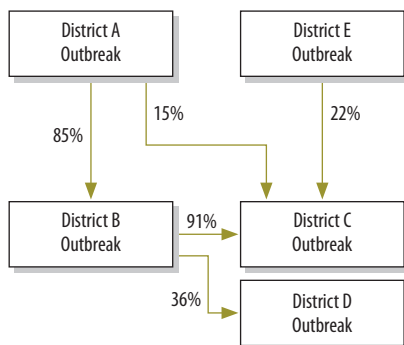 District A
Outbreak
District E
Outbreak
85%
15%
22%
District B
Outbreak
91%
District C
Outbreak
36%
District D
Outbreak